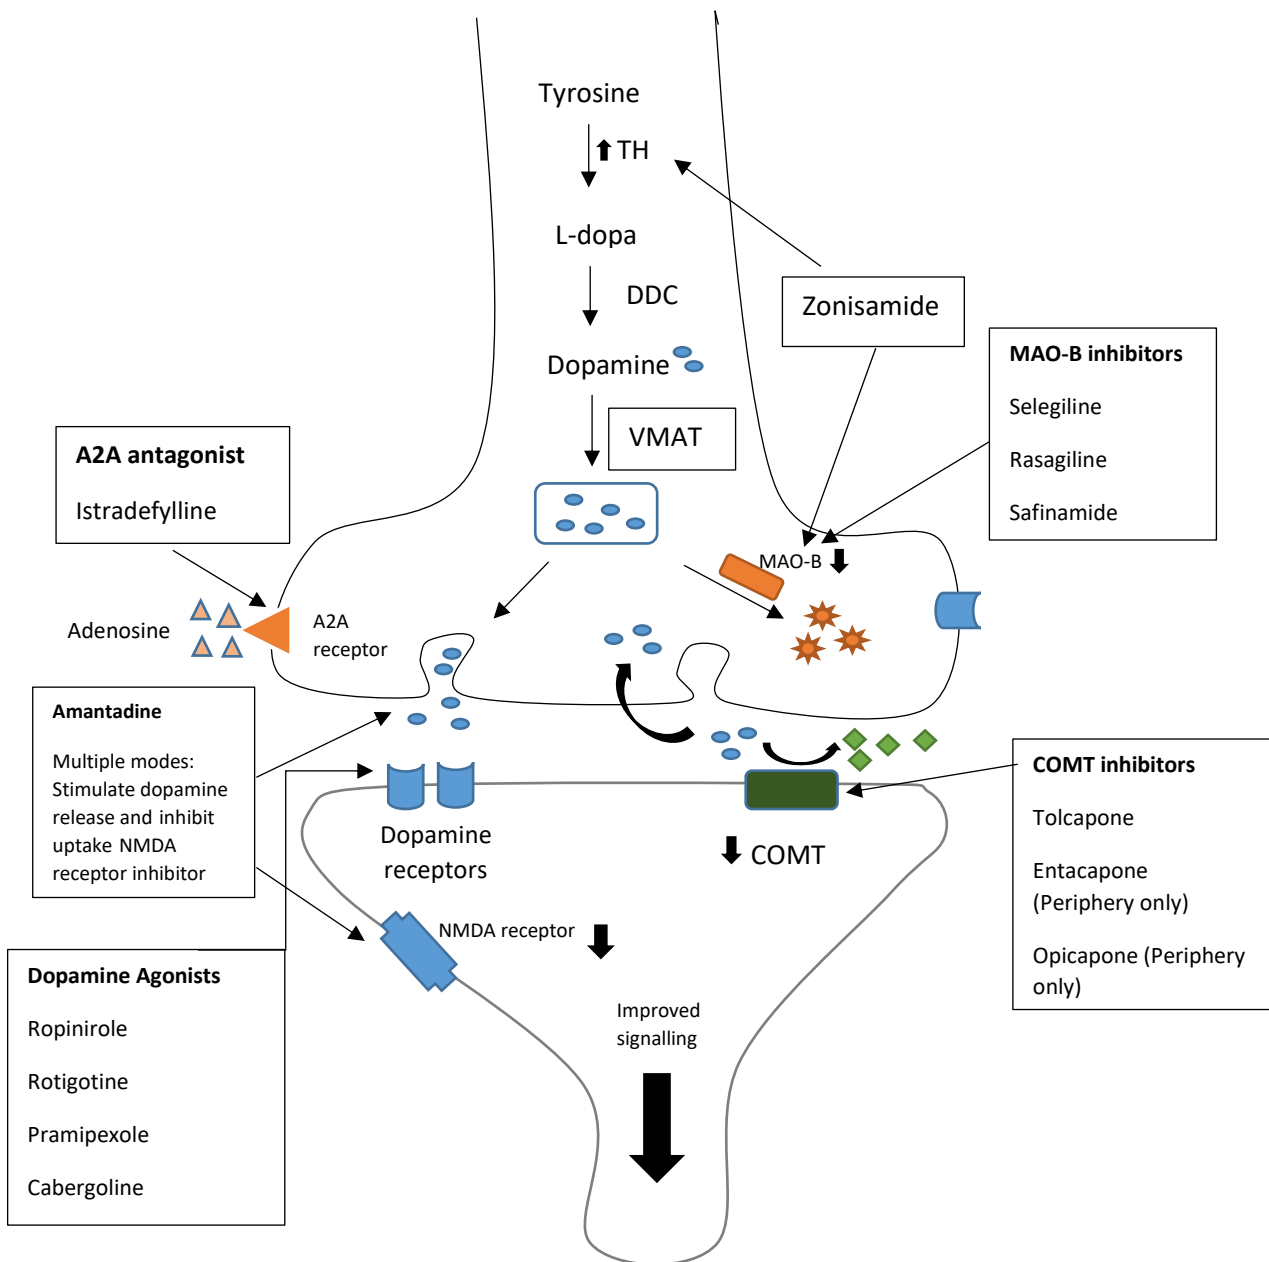 Tyrosine
TH
L-dopa
DDC
Zonisamide
Dopamine
VMAT
MAO-B inhibitors
Selegiline
Rasagiline
Safinamide
A2A antagonist
Istradefylline
MAO-B
Adenosine
A2A
receptor
Amantadine
Multiple modes:
Stimulate dopamine
release and inhibit
uptake NMDA
receptor inhibitor
COMT inhibitors
Tolcapone
Entacapone
(Periphery only)
Opicapone (Periphery
only)
Dopamine
receptors
COMT
NMDA receptor
Dopamine Agonists
Ropinirole
Rotigotine
Pramipexole
Cabergoline
Improved
signalling